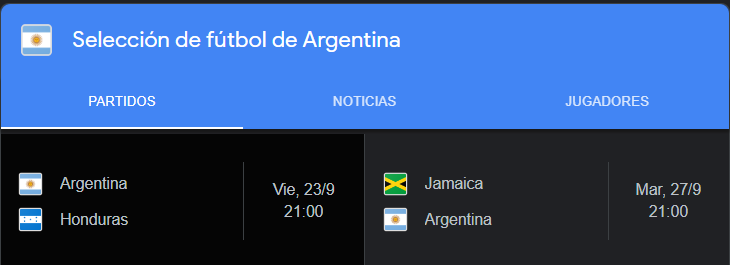 Selección de fútbol de Argentina
PARTIDOS NOTICIAS JUGADORES
Argentina
Honduras
Vie, 23/9
21:00
Jamaica
Argentina
Mar, 27/9
21:00